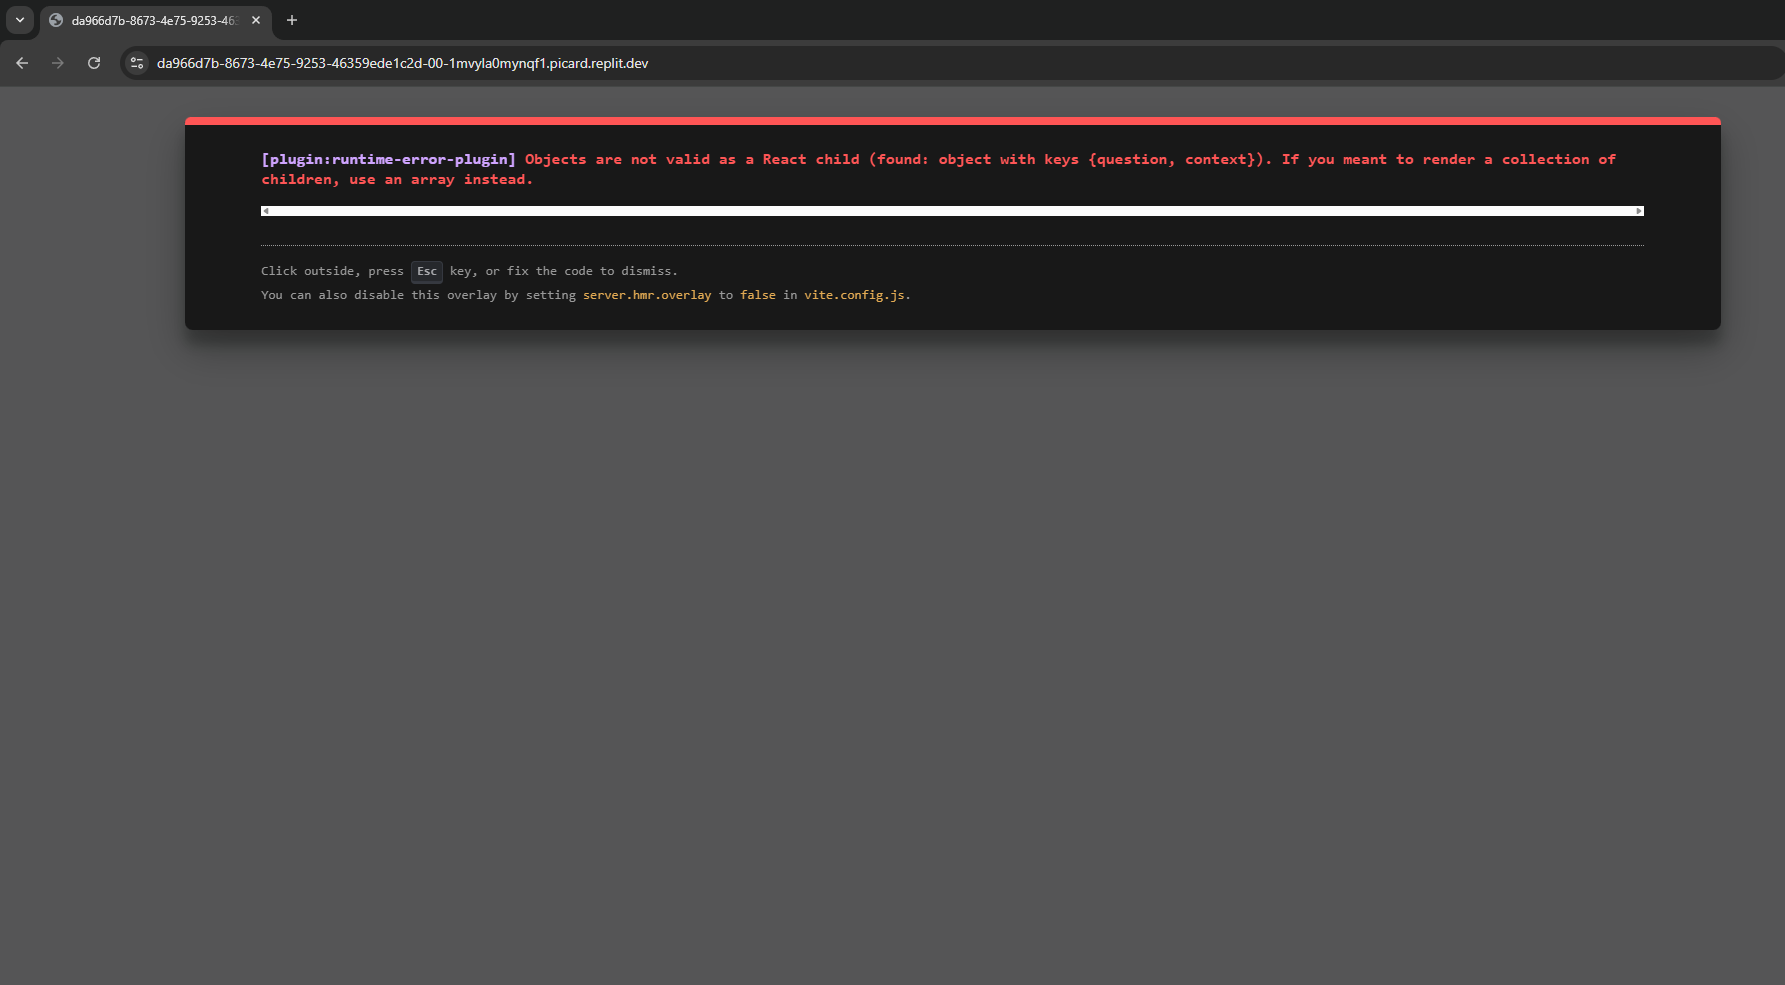 da966d7b-8673-4e75-9253-463
da966d7b-8673-4e75-9253-46359ede1c2d-00-1mvyla0mynqf1.picard.replit.dev
[plugin:runtime-error-plugin] Objects are not valid as a React child (found: object with keys {question, context}). If you meant to render a collection of
children, use an array instead.
Click outside, press Esc key, or fix the code to dismiss.
You can also disable this overlay by setting server.hmr.overlay to false in vite.config.js.